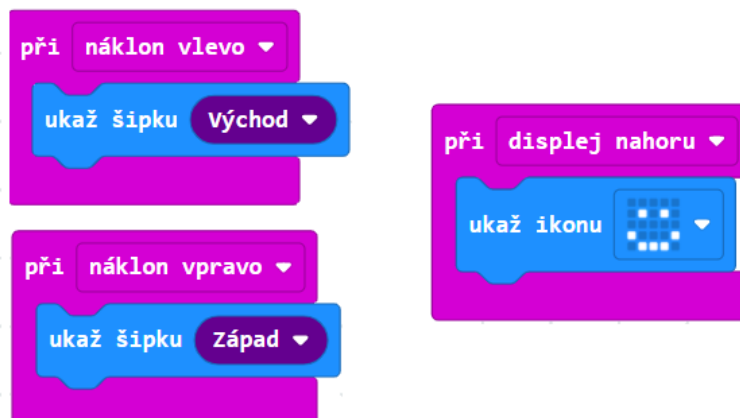 při náklon vlevo
ukaž šipku Východ
při náklon vpravo
ukaž šipku Západ
při displej nahoru
ukaž ikonu